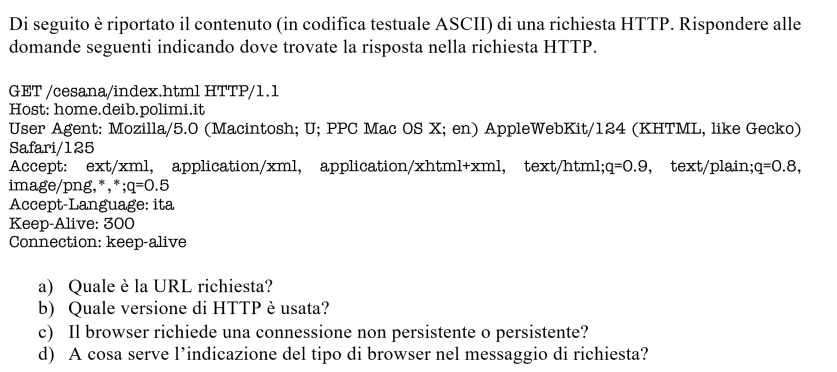 Di seguito è riportato il contenuto (in codifica testuale ASCII) di una richiesta HTTP. Rispondere alle
domande seguenti indicando dove trovate la risposta nella richiesta HTTP.
GET /cesana/index.html HTTP/1.1
Host: home.deib.polimi.it
User Agent: Mozilla/5.0 (Macintosh; U; PPC Mac OS X; en) AppleWebKit/124 (KHTML, like Gecko)
Safari/125
Accept: ext/xml, application/xml, application/xhtml+xml, text/html;q=0.9, text/plain;q=0.8,
image/png,*,*;q=0.5
Accept-Language: ita
Keep-Alive: 300
Connection: keep-alive
a) Quale è la URL richiesta?
b) Quale versione di HTTP è usata?
c) Il browser richiede una connessione non persistente o persistente?
d) A cosa serve l’indicazione del tipo di browser nel messaggio di richiesta?